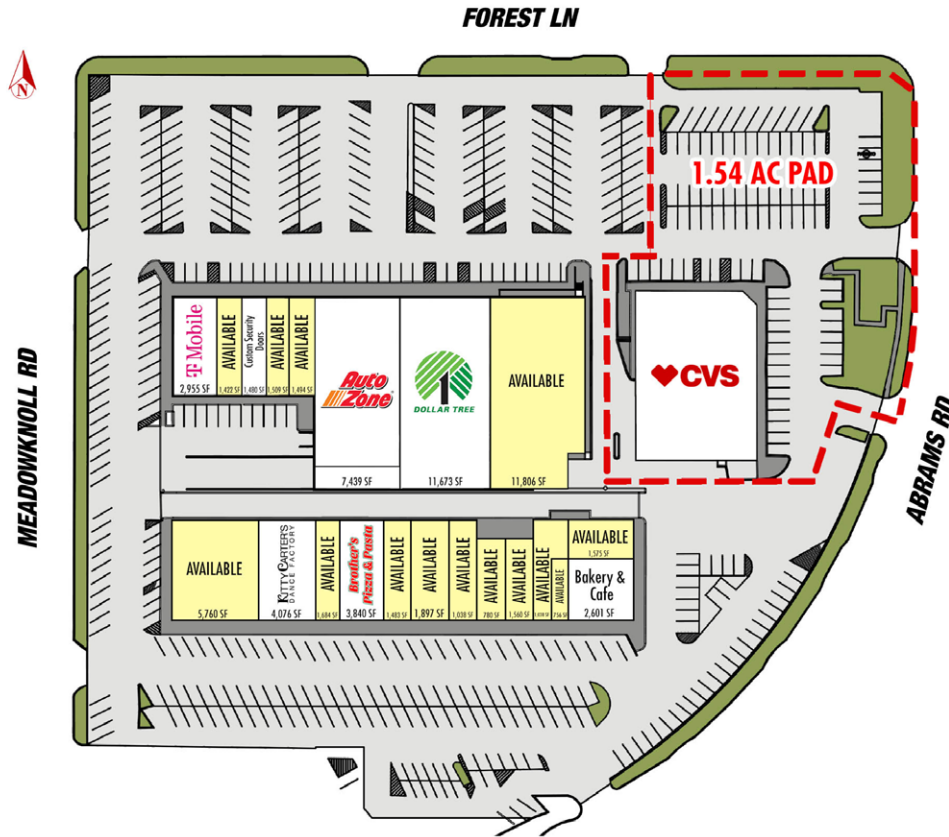 FOREST LN
N
1.54 AC PAD
MEADOWKNOLL RD
ABRAMS RD
T Mobile
2,955 SF
AVAILABLE
1,422 SF
Custom Security
Doors
1,480 SF
AVAILABLE
1,509 SF
AVAILABLE
1,494 SF
Auto
Zone
7,439 SF
1
DOLLAR TREE
11,673 SF
AVAILABLE
11,806 SF
CVS
AVAILABLE
5,760 SF
KITTY CARTER'S
DANCE FACTORY
4,076 SF
AVAILABLE
1,684 SF
Brother's
Pizza & Pasta
3,840 SF
AVAILABLE
1,483 SF
AVAILABLE
1,897 SF
AVAILABLE
1,038 SF
AVAILABLE
780 SF
AVAILABLE
1,560 SF
AVAILABLE
AVAILABLE
736 SF
AVAILABLE
1,575 SF
Bakery &
Cafe
2,601 SF